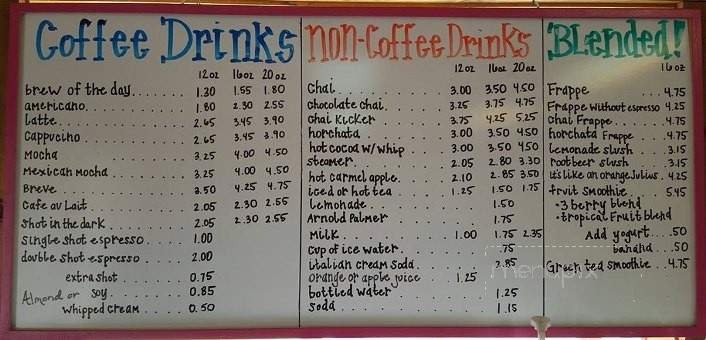 Coffee Drinks
12oz 16oz 20oz
brew of the day 1.30 1.55 1.80
americano 1.80 2.30 2.55
Latte 2.65 3.45 3.90
Cappucino 2.65 3.45 3.90
Mocha 3.25 4.00 4.50
Mexican Mocha 3.25 4.00 4.50
Breve 3.50 4.25 4.75
Cafe au Lait 2.05 2.30 2.55
Shot in the dark 2.05 2.30 2.55
single shot espresso 1.00
double shot espresso 2.00
extra shot 0.75
Almond or soy 0.85
whipped cream 0.50
Non-Coffee Drinks
12oz 16oz 20oz
Chai 3.00 3.50 4.50
Chocolate Chai 3.25 3.75 4.75
Chai Kicker 3.75 4.25 5.25
horchata 3.00 3.50 4.50
hot cocoa w/ whip 3.00 3.50 4.50
steamer 2.05 2.80 3.30
hot carmel apple 2.10 2.85 3.50
iced or hot tea 1.25 1.50 1.75
Lemonade 1.50
Arnold Palmer 1.75
Milk 1.00 1.75 2.35
Cup of ice water .75
italian cream soda 2.85
orange or apple juice 1.25
bottled water 1.25
Soda 1.15
Blended!
16oz
Frappe 4.75
Frappe without espresso 4.25
Chai Frappe 4.75
horchata Frappe 4.75
Lemonade slush 3.15
rootbeer slush 3.15
it's like an orange Julius 4.25
fruit smoothie 5.45
• 3 berry blend
• tropical Fruit blend
Add yogurt .50
banana .50
Green tea smoothie 4.75
menupix